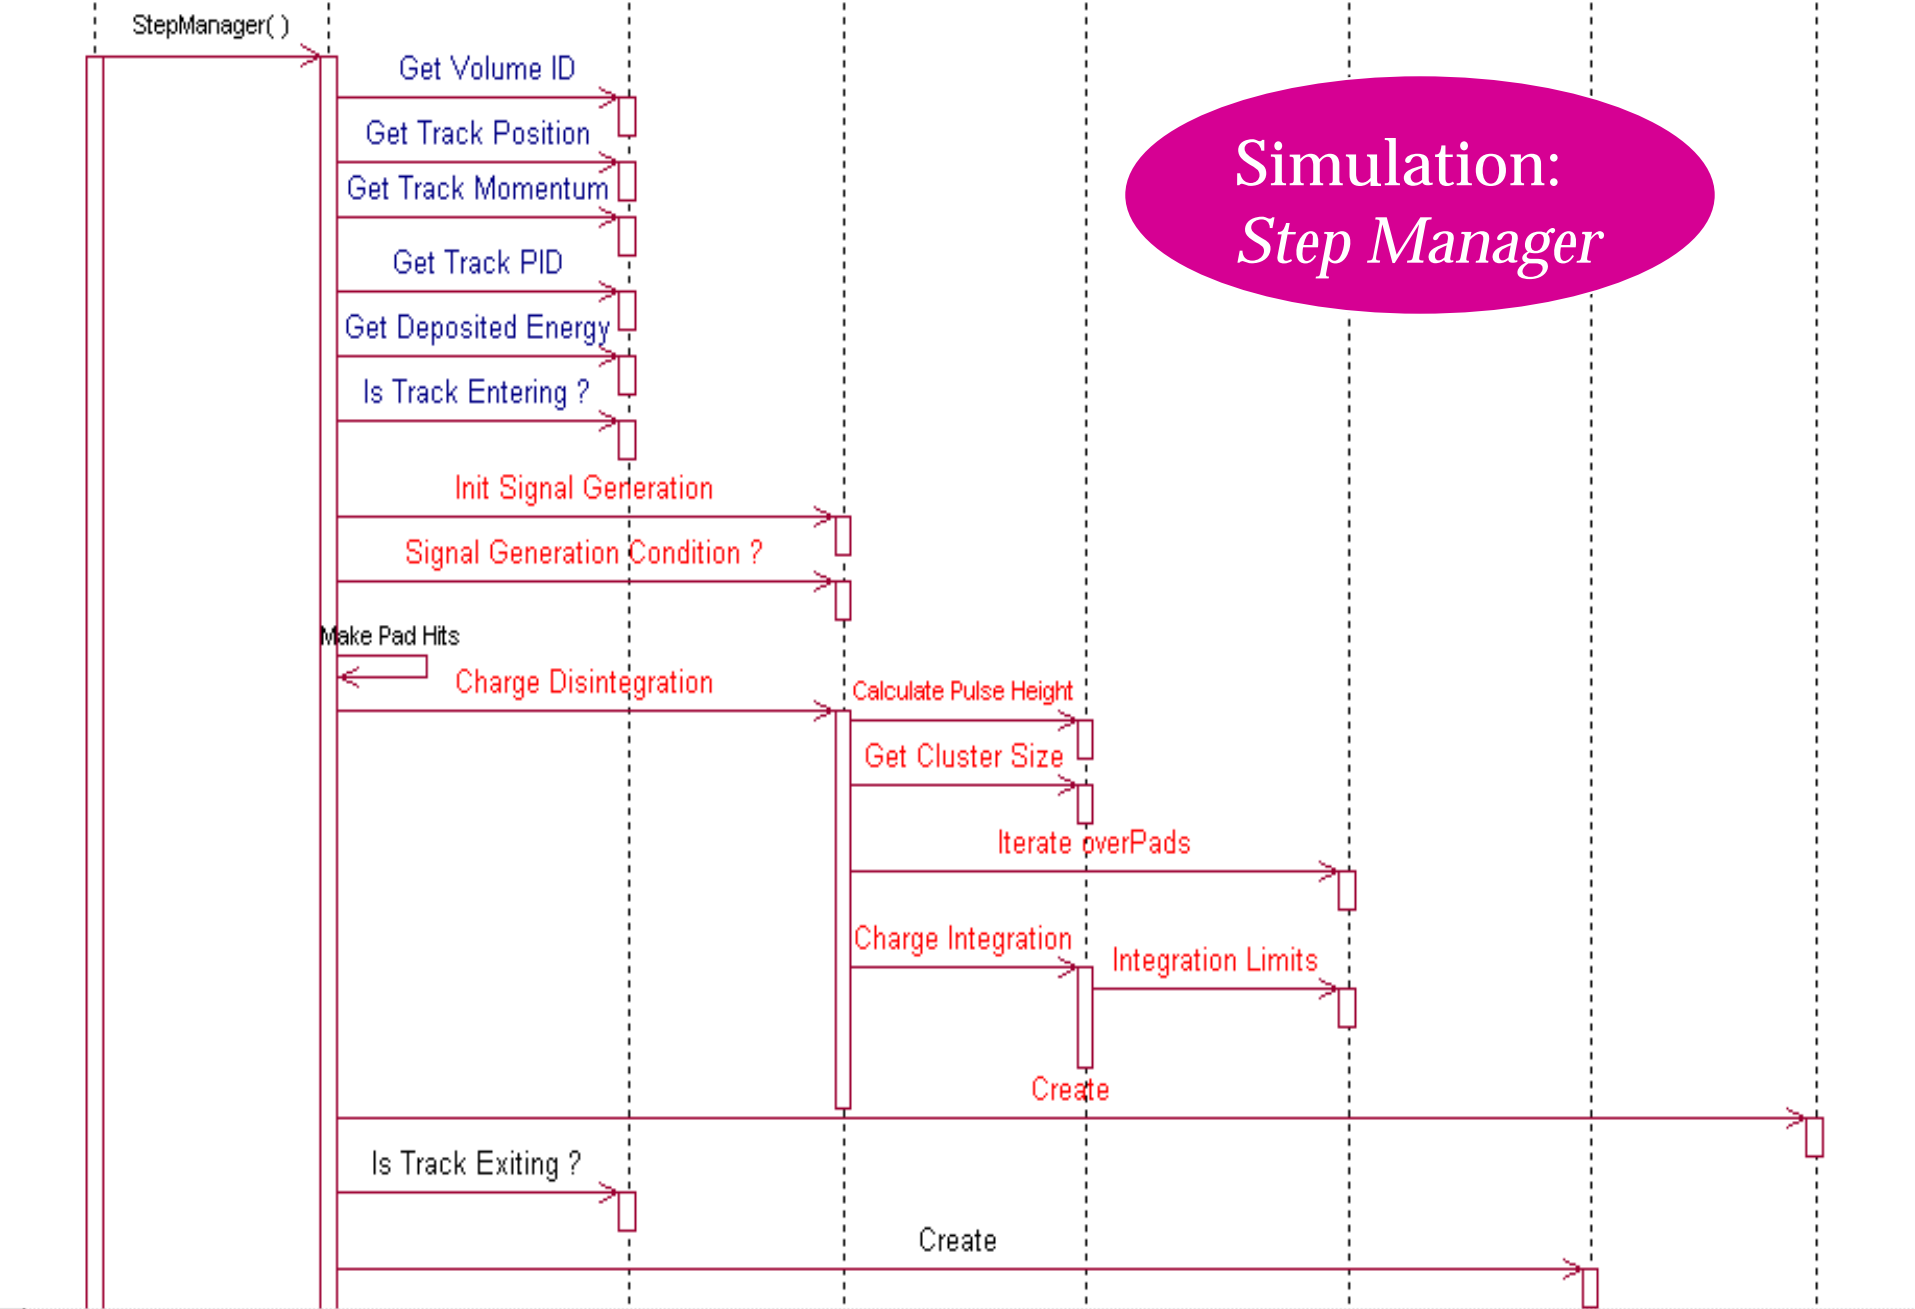 StepManager( )
Get Volume ID
Get Track Position
Get Track Momentum
Get Track PID
Get Deposited Energy
Is Track Entering ?
Simulation:
Step Manager
Init Signal Generation
Signal Generation Condition ?
Make Pad Hits
Charge Disintegration
Calculate Pulse Height
Get Cluster Size
Iterate overPads
Charge Integration
Integration Limits
Create
Is Track Exiting ?
Create